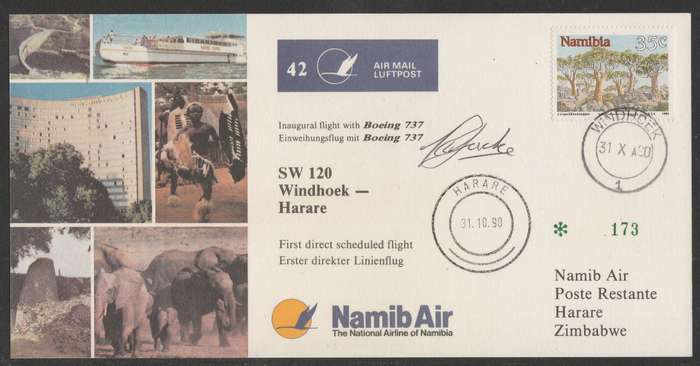 42
AIR MAIL
LUFTPOST
Namibia 35c
Inaugural flight with Boeing 737
Einweihungsflug mit Boeing 737
SW 120
Windhoek —
Harare
First direct scheduled flight
Erster direkter Linienflug
WINDHOEK
31 X 90
1
HARARE
31.10.90
* 173
Namib Air
Poste Restante
Harare
Zimbabwe
Namib Air
The National Airline of Namibia